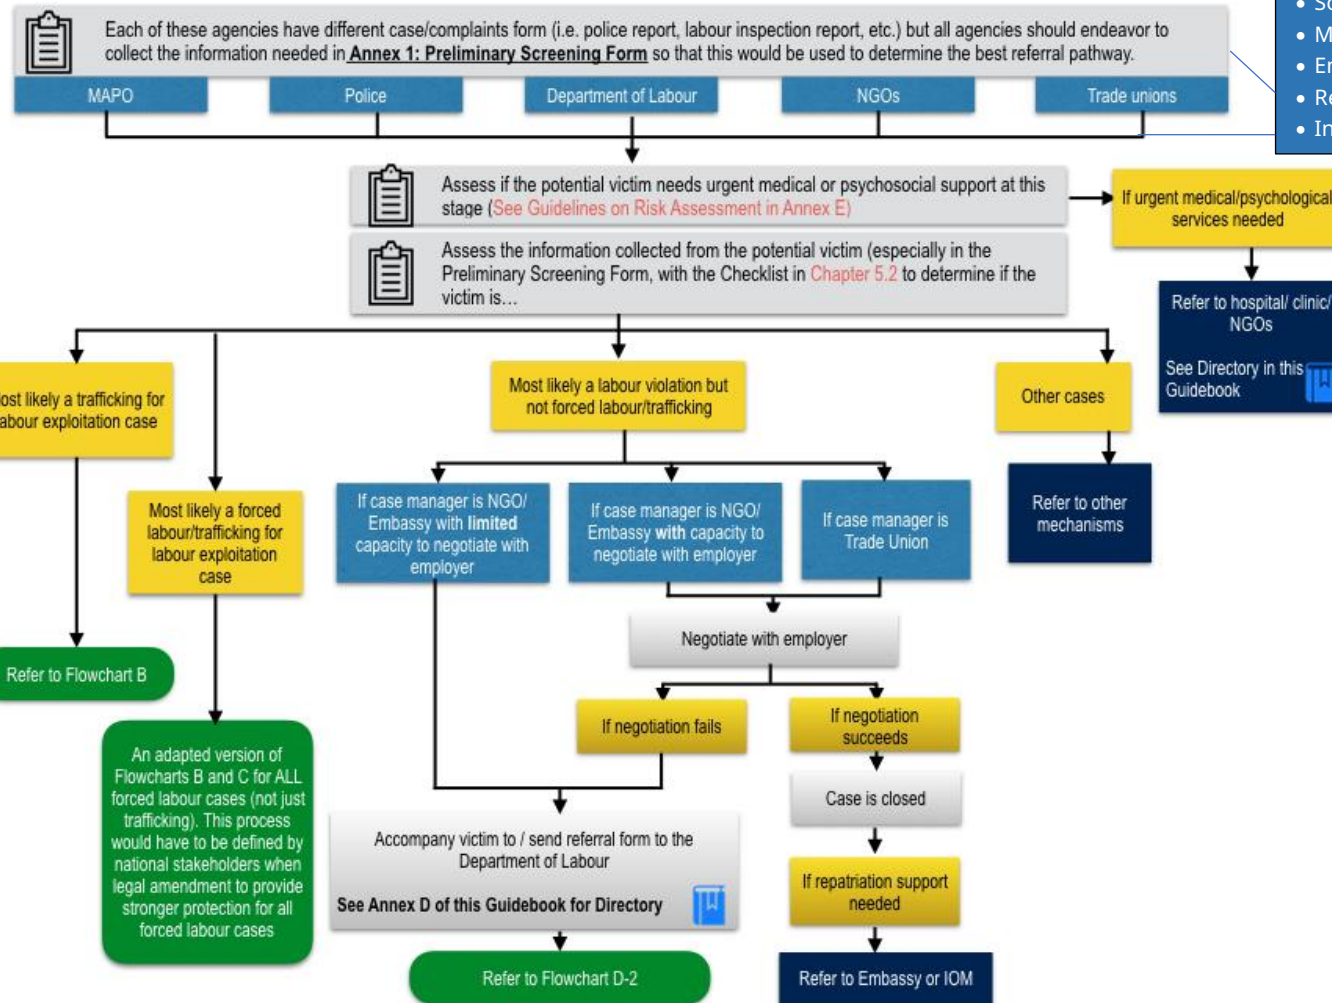 Each of these agencies have different case/complaints form (i.e. police report, labour inspection report, etc.) but all agencies should endeavor to
collect the information needed in Annex 1: Preliminary Screening Form so that this would be used to determine the best referral pathway.
MAPO
Police
Department of Labour
NGOs
Trade unions
Assess if the potential victim needs urgent medical or psychosocial support at this
stage (See Guidelines on Risk Assessment in Annex E)
If urgent medical/psychological
services needed
Assess the information collected from the potential victim (especially in the
Preliminary Screening Form, with the Checklist in Chapter 5.2 to determine if the
victim is…
Refer to hospital/ clinic/
NGOs
See Directory in this
Guidebook
likely a trafficking for
exploitation case
Most likely a forced
labour/trafficking for
labour exploitation
case
Most likely a labour violation but
not forced labour/trafficking
Other cases
If case manager is NGO/
Embassy with limited
capacity to negotiate with
employer
If case manager is NGO/
Embassy with capacity to
negotiate with employer
If case manager is
Trade Union
Refer to other
mechanisms
Negotiate with employer
Refer to Flowchart B
If negotiation fails
If negotiation
succeeds
An adapted version of
Flowcharts B and C for ALL
forced labour cases (not just
trafficking). This process
would have to be defined by
national stakeholders when
legal amendment to provide
stronger protection for all
forced labour cases
Case is closed
Accompany victim to / send referral form to the
Department of Labour
See Annex D of this Guidebook for Directory
If repatriation support
needed
Refer to Flowchart D-2
Refer to Embassy or IOM